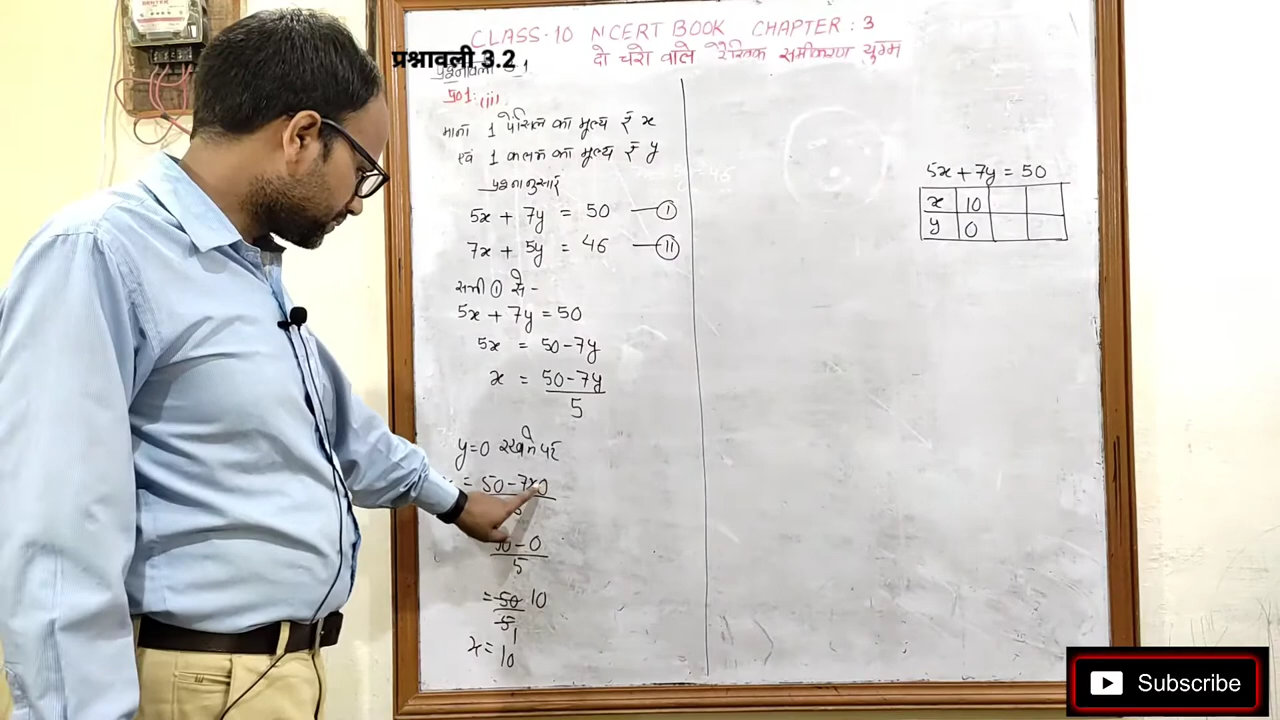 CLASS-10 NCERT BOOK CHAPTER : 3
दो चरो वाले रैखिक समीकरण युग्म
प्रश्नावली 3.2
प्र01. (ii)
माना 1 पेंसिल का मूल्य ₹ x
एवं 1 कलम का मूल्य ₹ y
प्रश्नानुसार
5x + 7y = 50 — (I)
7x + 5y = 46 — (II)
समी (I) से -
5x + 7y = 50
5x = 50-7y
x = 50-7y
5
y=0 रखने पर
= 50-7×0
5
50-0
5
= 50 10
5 1
x = 10
5x + 7y = 50
x 10
y 0
Subscribe